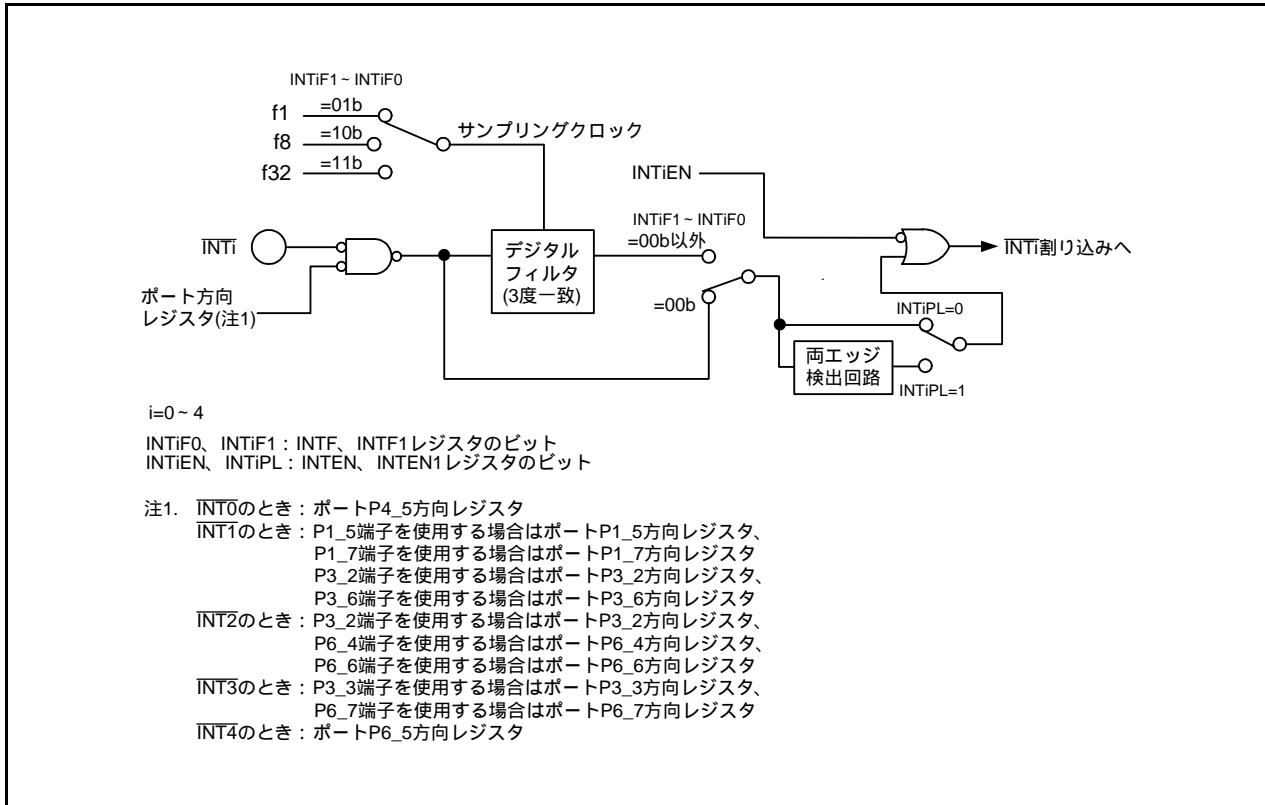 INTiF1~INTiF0
f1 =01b
f8 =10b
f32 =11b
サンプリングクロック
INTiEN
INTiF1~INTiF0
=00b以外
INTi
デジタル
フィルタ
(3度一致)
INTi割り込みへ
ポート方向
レジスタ(注1)
=00b
INTiPL=0
両エッジ
検出回路
INTiPL=1
i=0~4
INTiF0、INTiF1:INTF、INTF1レジスタのビット
INTiEN、INTiPL:INTEN、INTEN1レジスタのビット
注1. INT0のとき:ポートP4_5方向レジスタ
INT1のとき:P1_5端子を使用する場合はポートP1_5方向レジスタ、
P1_7端子を使用する場合はポートP1_7方向レジスタ
P3_2端子を使用する場合はポートP3_2方向レジスタ、
P3_6端子を使用する場合はポートP3_6方向レジスタ
INT2のとき:P3_2端子を使用する場合はポートP3_2方向レジスタ、
P6_4端子を使用する場合はポートP6_4方向レジスタ、
P6_6端子を使用する場合はポートP6_6方向レジスタ
INT3のとき:P3_3端子を使用する場合はポートP3_3方向レジスタ、
P6_7端子を使用する場合はポートP6_7方向レジスタ
INT4のとき:ポートP6_5方向レジスタ